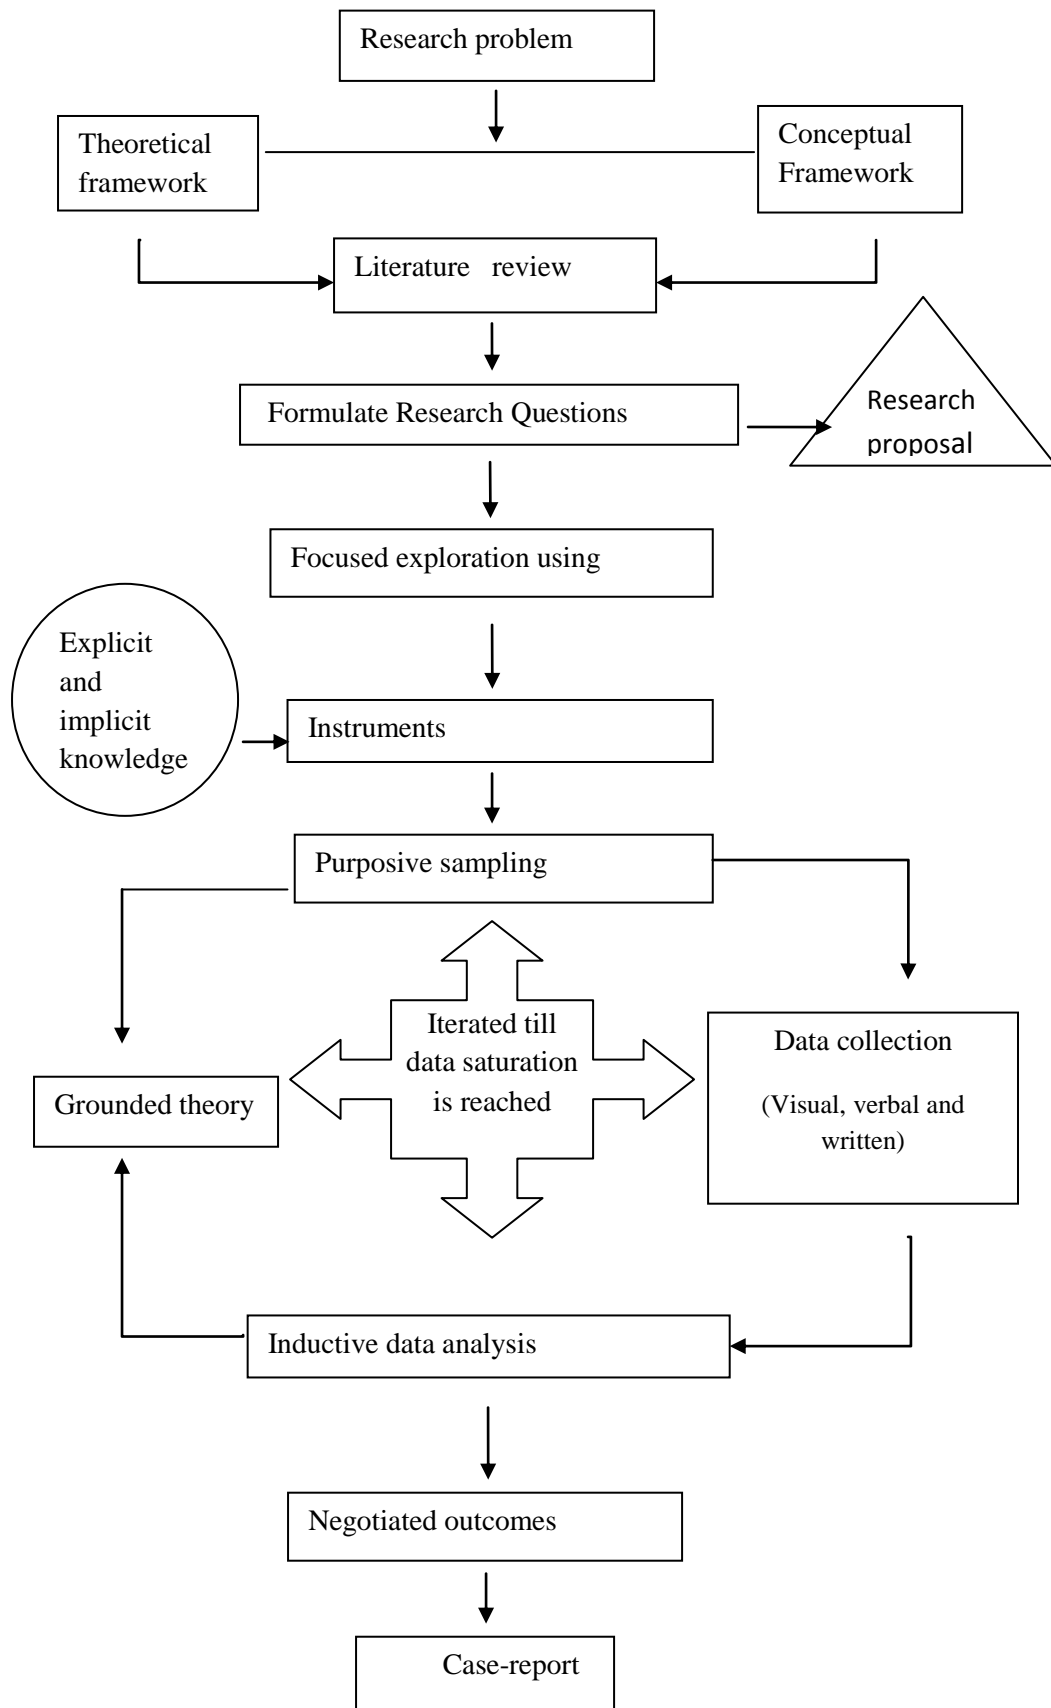 Research problem
Theoretical
framework
Conceptual
Framework
Literature review
Formulate Research Questions
Research
proposal
Focused exploration using
Explicit
and
implicit
knowledge
Instruments
Purposive sampling
Iterated till
data saturation
is reached
Grounded theory
Data collection
(Visual, verbal and
written)
Inductive data analysis
Negotiated outcomes
Case-report